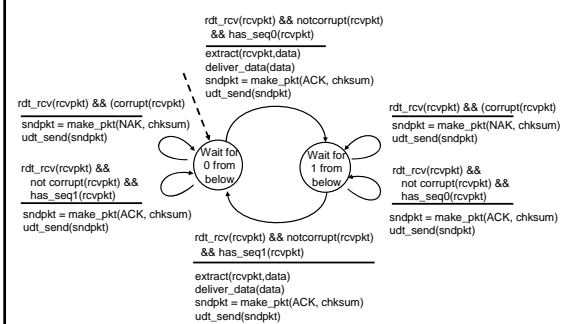 rdt_rcv(rcvpkt) && notcorrupt(rcvpkt)
&& has_seq0(rcvpkt)
extract(rcvpkt,data)
deliver_data(data)
sndpkt = make_pkt(ACK, chksum)
udt_send(sndpkt)
rdt_rcv(rcvpkt) && (corrupt(rcvpkt)
sndpkt = make_pkt(NAK, chksum)
udt_send(sndpkt)
rdt_rcv(rcvpkt) &&
not corrupt(rcvpkt) &&
has_seq1(rcvpkt)
sndpkt = make_pkt(ACK, chksum)
udt_send(sndpkt)
Wait for
0 from
below
Wait for
1 from
below
rdt_rcv(rcvpkt) && (corrupt(rcvpkt)
sndpkt = make_pkt(NAK, chksum)
udt_send(sndpkt)
rdt_rcv(rcvpkt) &&
not corrupt(rcvpkt) &&
has_seq0(rcvpkt)
sndpkt = make_pkt(ACK, chksum)
udt_send(sndpkt)
rdt_rcv(rcvpkt) && notcorrupt(rcvpkt)
&& has_seq1(rcvpkt)
extract(rcvpkt,data)
deliver_data(data)
sndpkt = make_pkt(ACK, chksum)
udt_send(sndpkt)